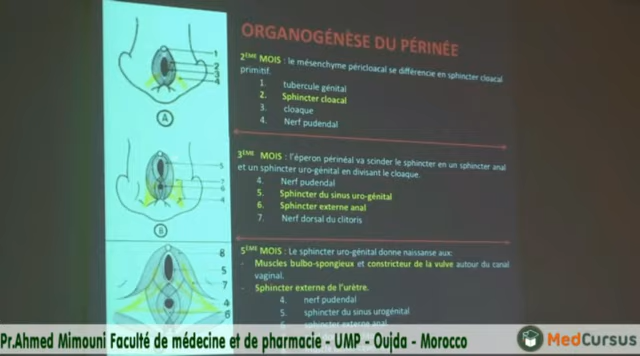 ORGANOGÉNÈSE DU PÉRINÉE
2ÈME MOIS : le mésenchyme péricloacal se différencie en sphincter cloacal
primitif.
1. tubercule génital
2. Sphincter cloacal
3. cloaque
4. Nerf pudendal
3ÈME MOIS : l'éperon périnéal va scinder le sphincter en un sphincter anal
et un sphincter uro-génital en divisant le cloaque.
4. Nerf pudendal
5. Sphincter du sinus uro-génital
6. Sphincter externe anal
7. Nerf dorsal du clitoris
5ÈME MOIS : Le sphincter uro-génital donne naissanse aux:
- Muscles bulbo-spongieux et constricteur de la vulve autour du canal
vaginal.
- Sphincter externe de l'urètre.
4. nerf pudendal
5. sphincter du sinus urogénital
6. sphincter externe anal
1
2
3
4
A
5
7
6
4
B
8
5
7
4
6
Pr.Ahmed Mimouni Faculté de médecine et de pharmacie - UMP - Oujda - Morocco
MedCursus